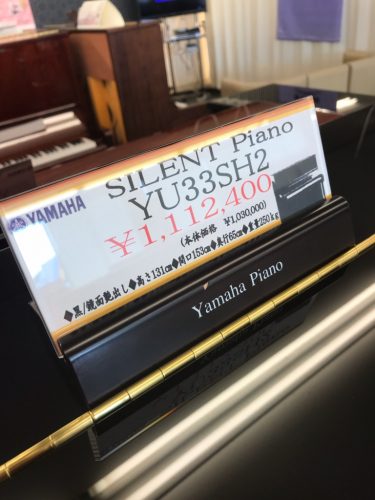 YAMAHA
SILENT Piano
YU33SH2
¥1,112,400
(本体価格 ¥1,030,000)
◆黒/鏡面艶出し◆高さ131cm◆間口153cm◆奥行65cm◆重量250kg
Yamaha Piano